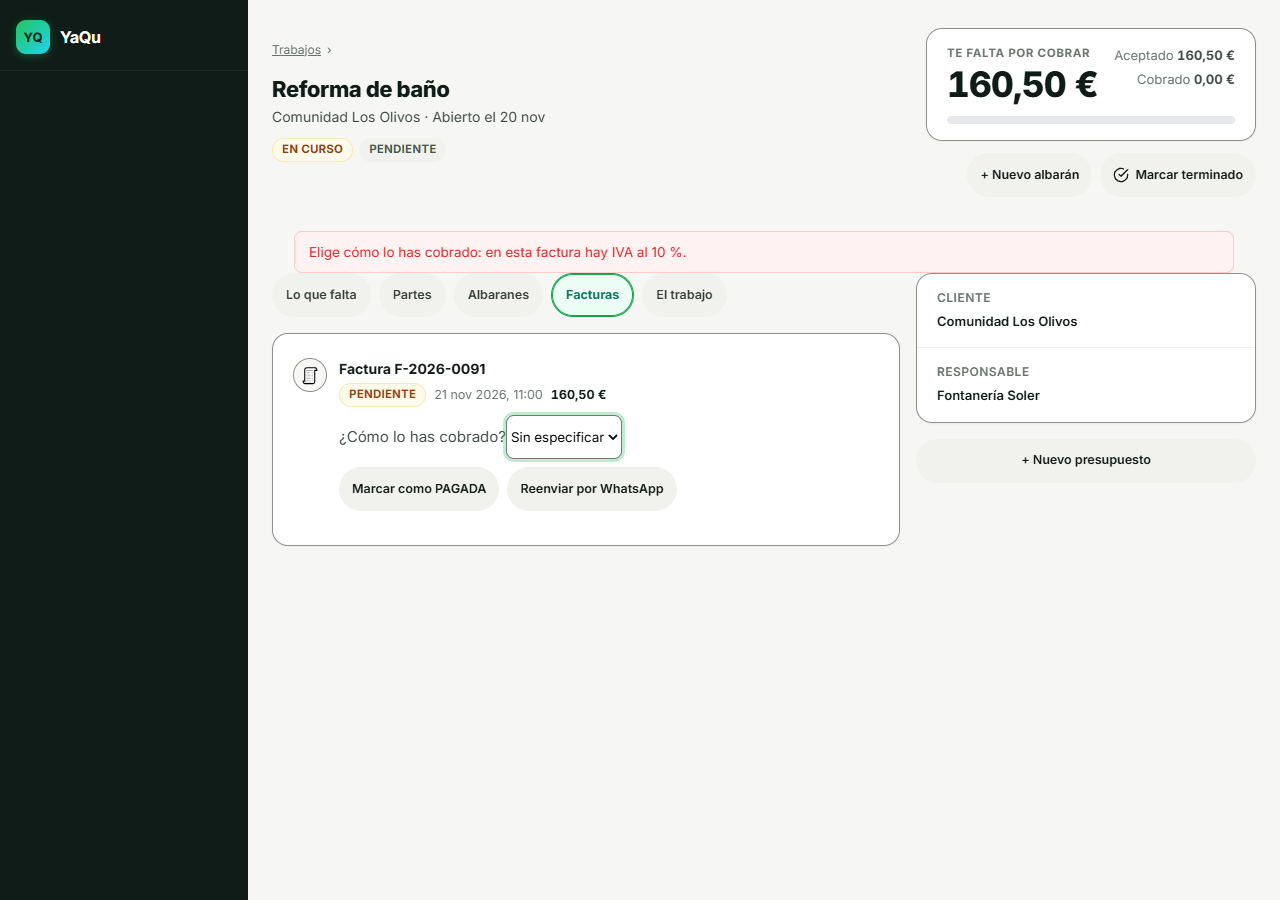 YQ YaQu
Trabajos ›
Reforma de baño
Comunidad Los Olivos · Abierto el 20 nov
EN CURSO PENDIENTE
TE FALTA POR COBRAR
160,50 €
Aceptado 160,50 €
Cobrado 0,00 €
+ Nuevo albarán
Marcar terminado
Elige cómo lo has cobrado: en esta factura hay IVA al 10 %.
Lo que falta
Partes
Albaranes
Facturas
El trabajo
Factura F-2026-0091
PENDIENTE 21 nov 2026, 11:00 160,50 €
¿Cómo lo has cobrado? Sin especificar
Marcar como PAGADA
Reenviar por WhatsApp
CLIENTE
Comunidad Los Olivos
RESPONSABLE
Fontanería Soler
+ Nuevo presupuesto